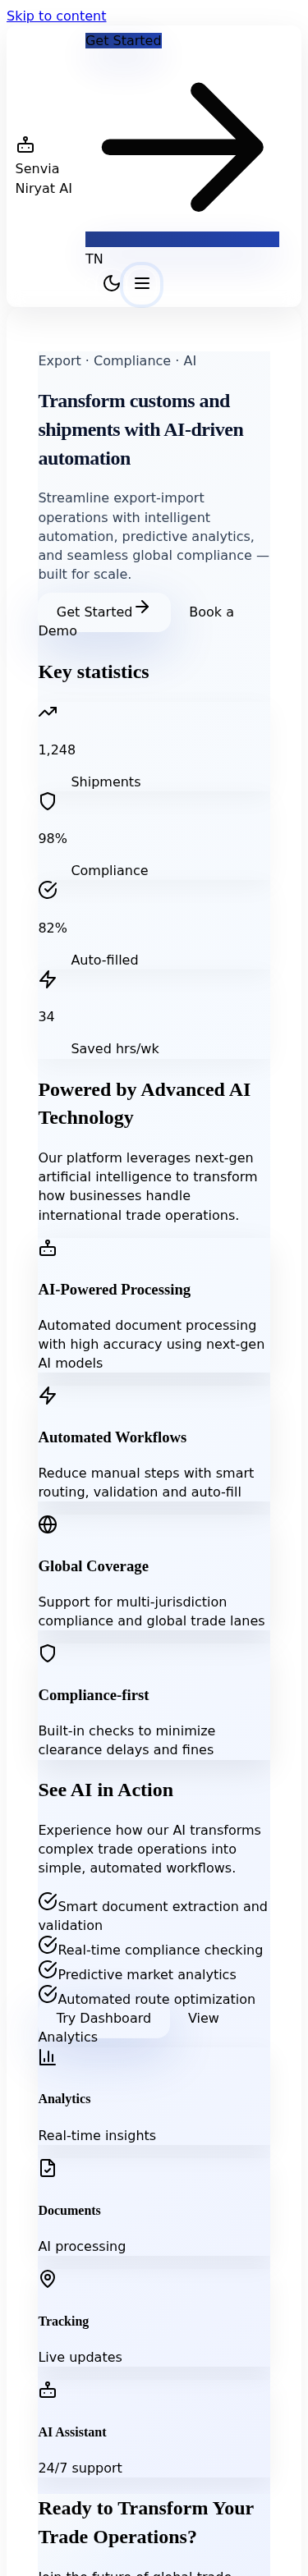 Skip to content
Get Started
Senvia
Niryat AI
TN
Export · Compliance · AI
Transform customs and
shipments with AI-driven
automation
Streamline export-import
operations with intelligent
automation, predictive analytics,
and seamless global compliance —
built for scale.
Get Started Book a
Demo
Key statistics
1,248
Shipments
98%
Compliance
82%
Auto-filled
34
Saved hrs/wk
Powered by Advanced AI
Technology
Our platform leverages next-gen
artificial intelligence to transform
how businesses handle
international trade operations.
AI-Powered Processing
Automated document processing
with high accuracy using next-gen
AI models
Automated Workflows
Reduce manual steps with smart
routing, validation and auto-fill
Global Coverage
Support for multi-jurisdiction
compliance and global trade lanes
Compliance-first
Built-in checks to minimize
clearance delays and fines
See AI in Action
Experience how our AI transforms
complex trade operations into
simple, automated workflows.
Smart document extraction and
validation
Real-time compliance checking
Predictive market analytics
Automated route optimization
Try Dashboard View
Analytics
Analytics
Real-time insights
Documents
AI processing
Tracking
Live updates
AI Assistant
24/7 support
Ready to Transform Your
Trade Operations?
Join the future of global trade